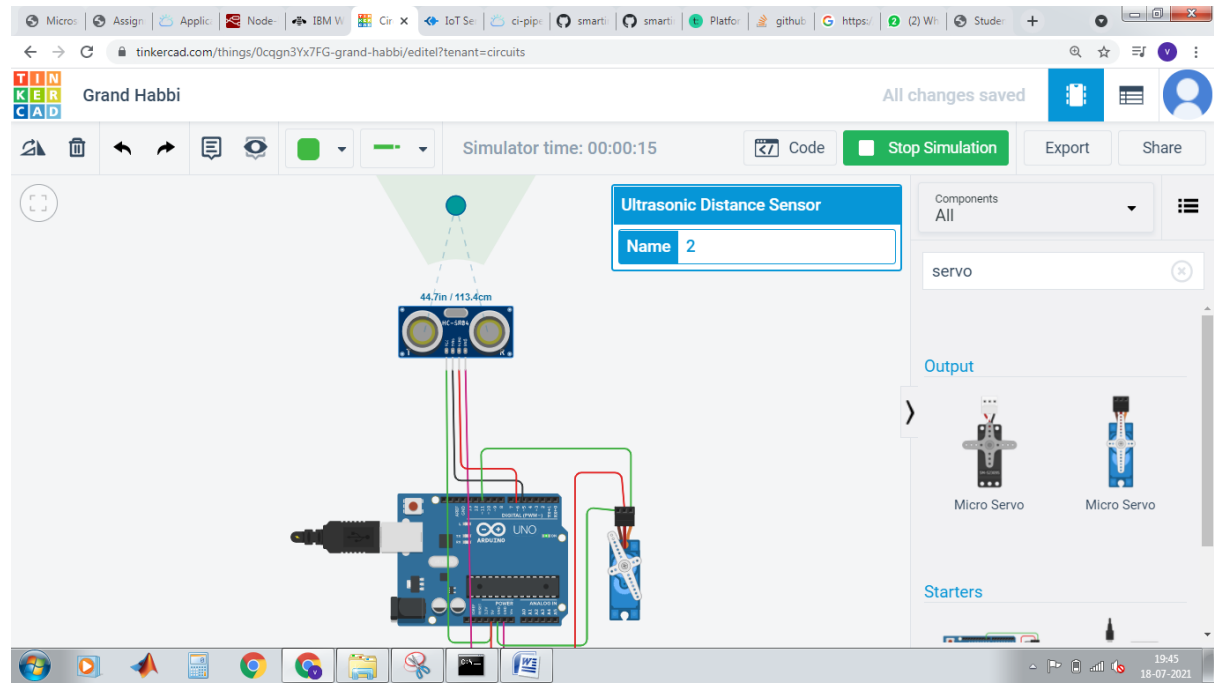 Micros
Assign
Applic
Node-
IBM W
Cir
IoT Se
ci-pipe
smartir
smartir
Platfor
github
https:/
(2) Wh
Studer
tinkercad.com/things/0cqgn3Yx7FG-grand-habbi/editel?tenant=circuits
V
TIN
KER
CAD
Grand Habbi
All changes saved
Simulator time: 00:00:15
Code
Stop Simulation
Export
Share
Ultrasonic Distance Sensor
Name 2
Components
All
servo
44.7in / 113.4cm
HC-SR04
T
R
Output
Micro Servo
Micro Servo
DIGITAL (PWM~)
UNO
ARDUINO
POWER
ANALOG IN
Starters
19:45
18-07-2021